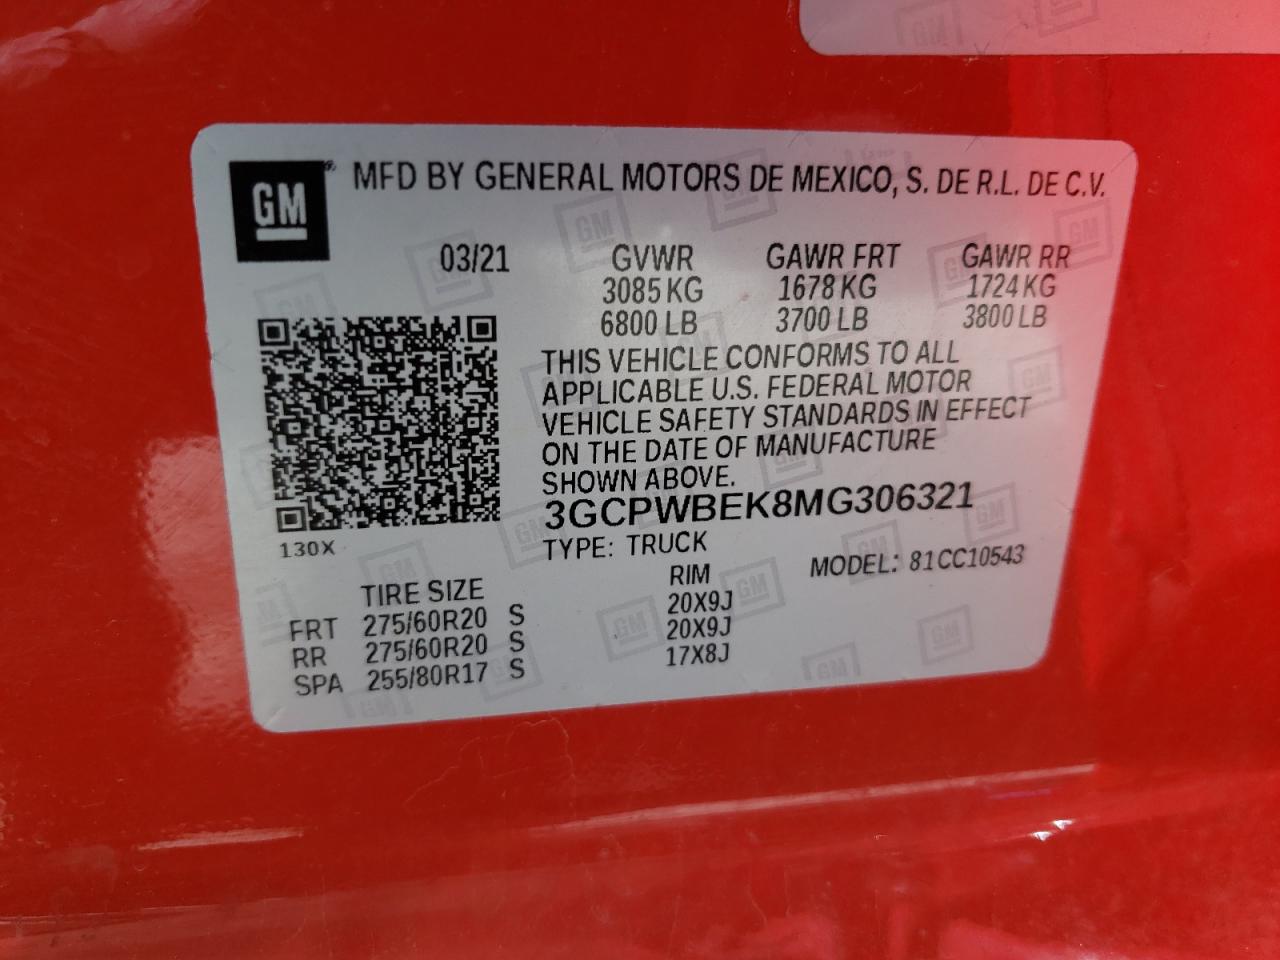 GM MFD BY GENERAL MOTORS DE MEXICO, S. DE R.L. DE C.V.
03/21 GVWR GAWR FRT GAWR RR
3085 KG 1678 KG 1724 KG
6800 LB 3700 LB 3800 LB
THIS VEHICLE CONFORMS TO ALL
APPLICABLE U.S. FEDERAL MOTOR
VEHICLE SAFETY STANDARDS IN EFFECT
ON THE DATE OF MANUFACTURE
SHOWN ABOVE.
3GCPWBEK8MG306321
130X TYPE: TRUCK
MODEL: 81CC10543
TIRE SIZE RIM
FRT 275/60R20 S 20X9J
RR 275/60R20 S 20X9J
SPA 255/80R17 S 17X8J